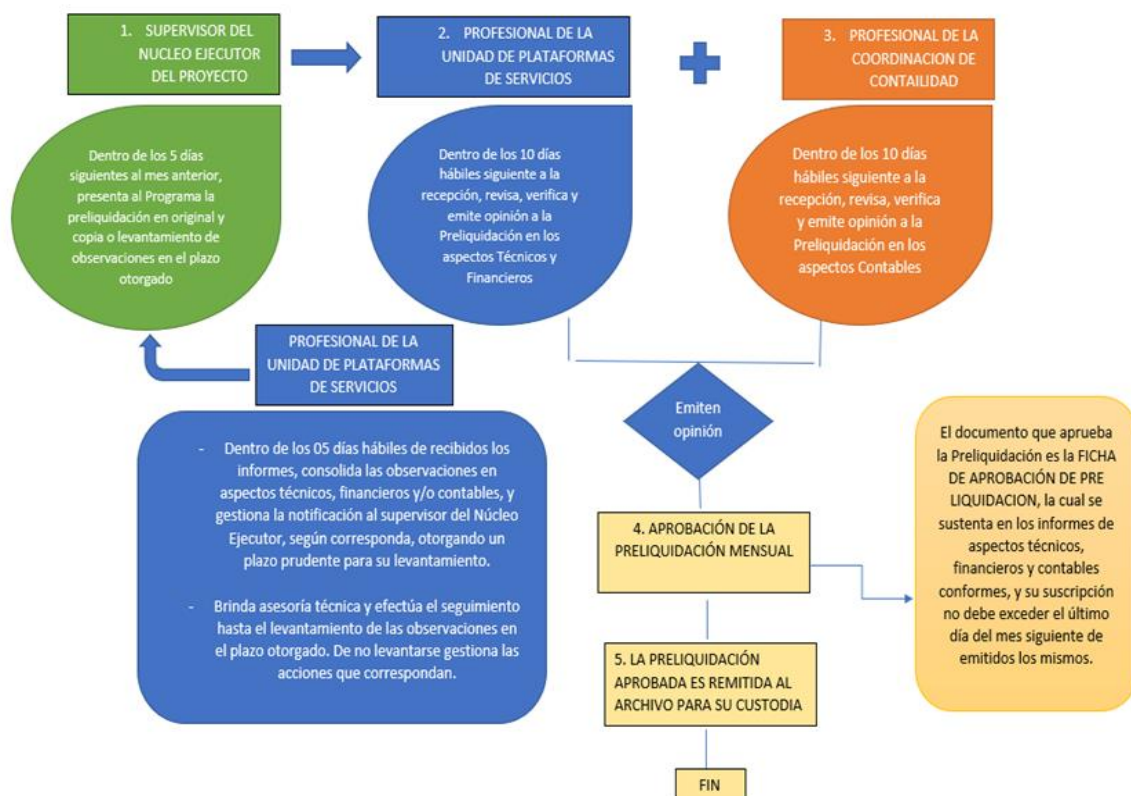 1. SUPERVISOR DEL
NUCLEO EJECUTOR
DEL PROYECTO
2. PROFESIONAL DE LA
UNIDAD DE PLATAFORMAS
DE SERVICIOS
3. PROFESIONAL DE LA
COORDINACION DE
CONTAILIDAD
Dentro de los 5 días
siguientes al mes anterior,
presenta al Programa la
preliquidación en original y
copia o levantamiento de
observaciones en el plazo
otorgado
Dentro de los 10 días
hábiles siguiente a la
recepción, revisa, verifica y
emite opinión a la
Preliquidación en los
aspectos Técnicos y
Financieros
Dentro de los 10 días
hábiles siguiente a la
recepción, revisa, verifica
y emite opinión a la
Preliquidación en los
aspectos Contables
PROFESIONAL DE LA
UNIDAD DE PLATAFORMAS
DE SERVICIOS
- Dentro de los 05 días hábiles de recibidos los
informes, consolida las observaciones en
aspectos técnicos, financieros y/o contables, y
gestiona la notificación al supervisor del Núcleo
Ejecutor, según corresponda, otorgando un
plazo prudente para su levantamiento.
- Brinda asesoría técnica y efectúa el seguimiento
hasta el levantamiento de las observaciones en
el plazo otorgado. De no levantarse gestiona las
acciones que correspondan.
Emiten
opinión
4. APROBACIÓN DE LA
PRELIQUIDACIÓN MENSUAL
El documento que aprueba
la Preliquidación es la FICHA
DE APROBACIÓN DE PRE
LIQUIDACION, la cual se
sustenta en los informes de
aspectos técnicos,
financieros y contables
conformes, y su suscripción
no debe exceder el último
día del mes siguiente de
emitidos los mismos.
5. LA PRELIQUIDACIÓN
APROBADA ES REMITIDA AL
ARCHIVO PARA SU CUSTODIA
FIN